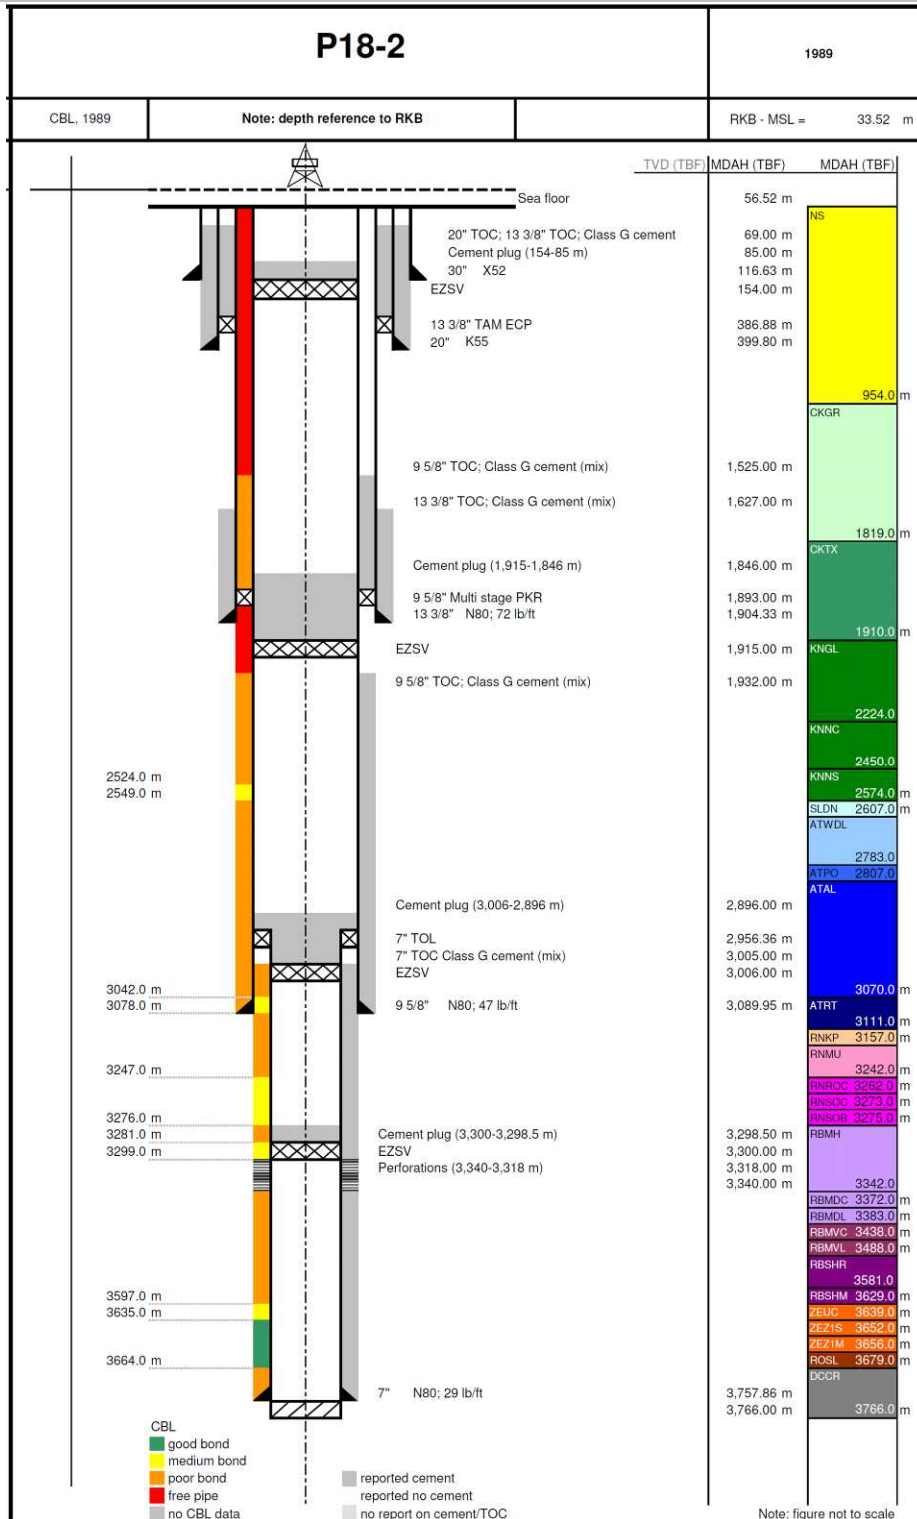 P18-2
1989
CBL, 1989
Note: depth reference to RKB
RKB - MSL = 33.52 m
TVD (TBF) MDAH (TBF) MDAH (TBF)
Sea floor 56.52 m
NS
20" TOC; 13 3/8" TOC; Class G cement 69.00 m
Cement plug (154-85 m) 85.00 m
30" X52 116.63 m
EZSV 154.00 m
13 3/8" TAM ECP 386.88 m
20" K55 399.80 m
954.0 m
CKGR
9 5/8" TOC; Class G cement (mix) 1,525.00 m
13 3/8" TOC; Class G cement (mix) 1,627.00 m
1819.0 m
CKTX
Cement plug (1,915-1,846 m) 1,846.00 m
9 5/8" Multi stage PKR 1,893.00 m
13 3/8" N80; 72 lb/ft 1,904.33 m
1910.0 m
EZSV 1,915.00 m
KNGL
9 5/8" TOC; Class G cement (mix) 1,932.00 m
2224.0
KNNC
2450.0
2524.0 m
KNNS
2549.0 m
2574.0 m
SLDN 2607.0 m
ATWDL
2783.0
ATPO 2807.0
ATAL
Cement plug (3,006-2,896 m) 2,896.00 m
7" TOL 2,956.36 m
7" TOC Class G cement (mix) 3,005.00 m
EZSV 3,006.00 m
3042.0 m
3070.0 m
3078.0 m
9 5/8" N80; 47 lb/ft 3,089.95 m
ATRT
3111.0 m
RNKP 3157.0 m
RNMU
3247.0 m
3242.0 m
RNROC 3262.0 m
RNSOC 3273.0 m
3276.0 m
RNSOB 3275.0 m
3281.0 m
Cement plug (3,300-3,298.5 m) 3,298.50 m
RBMH
3299.0 m
EZSV 3,300.00 m
Perforations (3,340-3,318 m) 3,318.00 m
3,340.00 m
3342.0
RBMDC 3372.0 m
RBMDL 3383.0 m
RBMVC 3438.0 m
RBMVL 3488.0 m
RBSHR
3581.0
3597.0 m
RBSHM 3629.0 m
3635.0 m
ZEUC 3639.0 m
ZEZ1S 3652.0 m
ZEZ1M 3656.0 m
3664.0 m
ROSL 3679.0 m
DCCR
7" N80; 29 lb/ft 3,757.86 m
3,766.00 m
3766.0 m
CBL
good bond
medium bond
poor bond
free pipe
no CBL data
reported cement
reported no cement
no report on cement/TOC
Note: figure not to scale